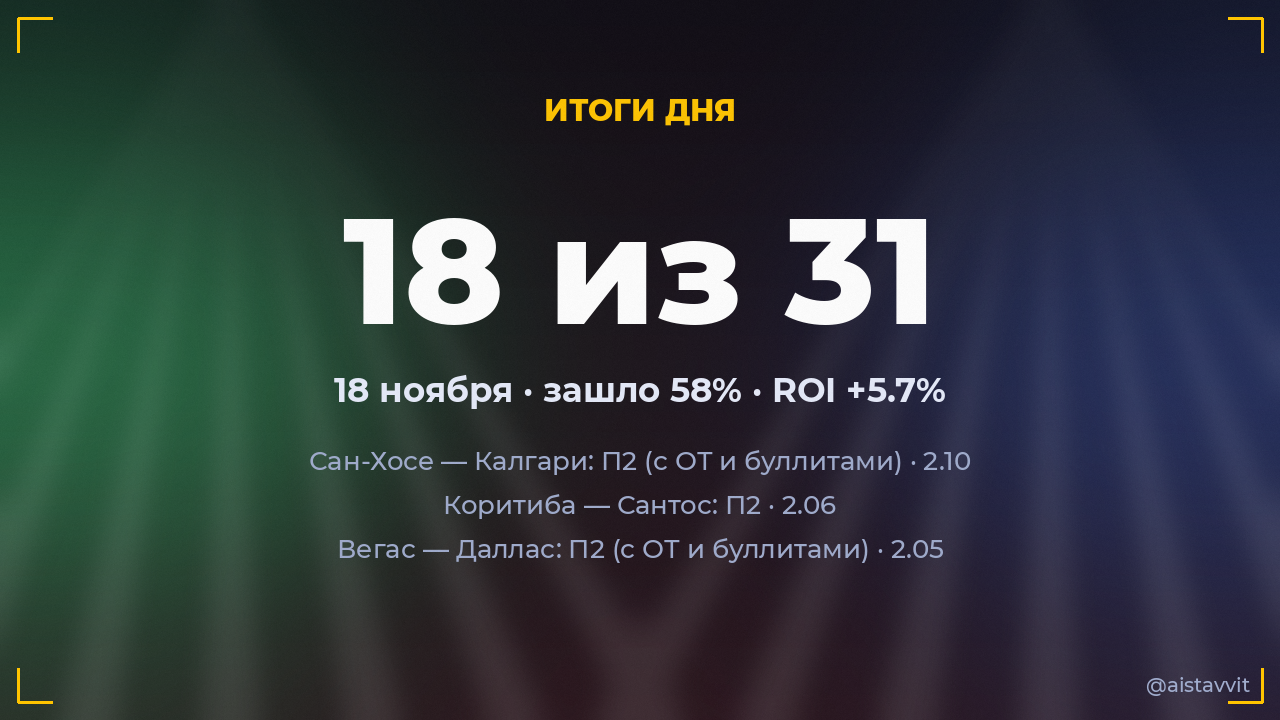 ИТОГИ ДНЯ
18 из 31
18 ноября · зашло 58% · ROI +5.7%
Сан-Хосе — Калгари: П2 (с ОТ и буллитами) · 2.10
Коритиба — Сантос: П2 · 2.06
Вегас — Даллас: П2 (с ОТ и буллитами) · 2.05
@aistavvit